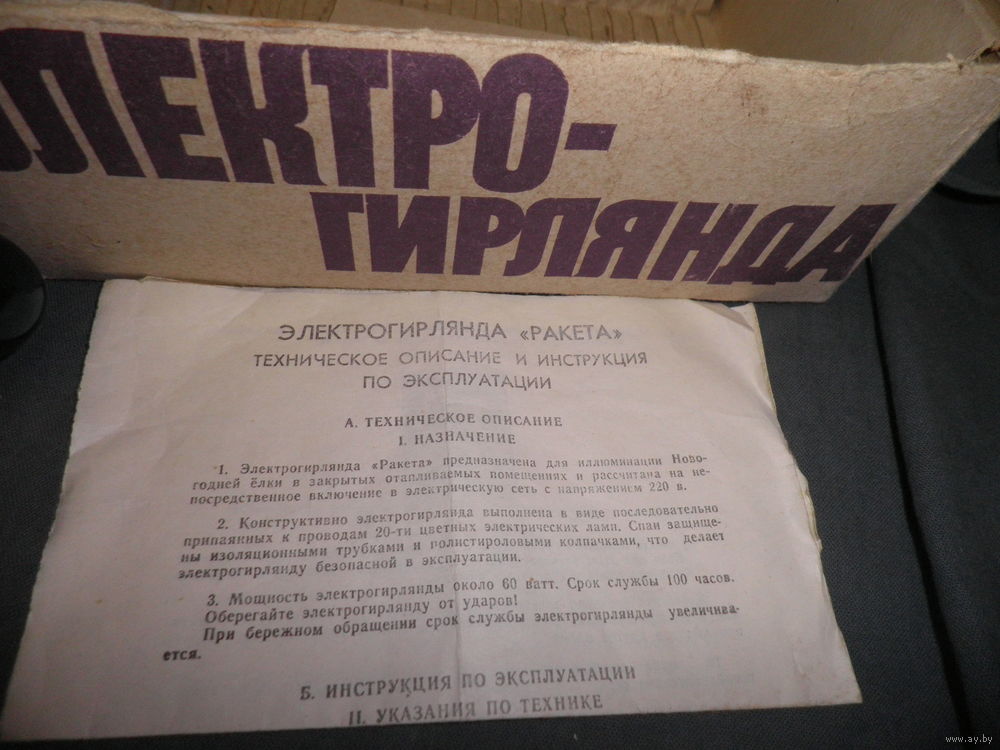 ЭЛЕКТРО-
ГИРЛЯНДА
ЭЛЕКТРОГИРЛЯНДА «РАКЕТА»
ТЕХНИЧЕСКОЕ ОПИСАНИЕ И ИНСТРУКЦИЯ
ПО ЭКСПЛУАТАЦИИ
А. ТЕХНИЧЕСКОЕ ОПИСАНИЕ
I. НАЗНАЧЕНИЕ
1. Электрогирлянда «Ракета» предназначена для иллюминации Ново-
годней ёлки в закрытых отапливаемых помещениях и рассчитана на не-
посредственное включение в электрическую сеть с напряжением 220 в.
2. Конструктивно электрогирлянда выполнена в виде последовательно
припаянных к проводам 20-ти цветных электрических ламп. Спаи защище-
ны изоляционными трубками и полистироловыми колпачками, что делает
электрогирлянду безопасной в эксплуатации.
3. Мощность электрогирлянды около 60 ватт. Срок службы 100 часов.
Оберегайте электрогирлянду от ударов!
При бережном обращении срок службы электрогирлянды увеличива-
ется.
Б. ИНСТРУКЦИЯ ПО ЭКСПЛУАТАЦИИ
II. УКАЗАНИЯ ПО ТЕХНИКЕ
www.ay.by